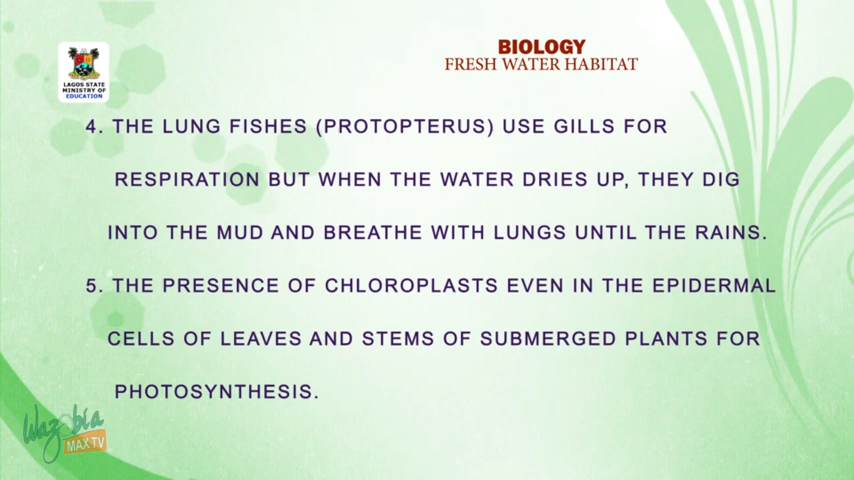 LAGOS STATE
MINISTRY OF
EDUCATION
BIOLOGY
FRESH WATER HABITAT
4. THE LUNG FISHES (PROTOPTERUS) USE GILLS FOR
RESPIRATION BUT WHEN THE WATER DRIES UP, THEY DIG
INTO THE MUD AND BREATHE WITH LUNGS UNTIL THE RAINS.
5. THE PRESENCE OF CHLOROPLASTS EVEN IN THE EPIDERMAL
CELLS OF LEAVES AND STEMS OF SUBMERGED PLANTS FOR
PHOTOSYNTHESIS.
Wazobia
MAX TV